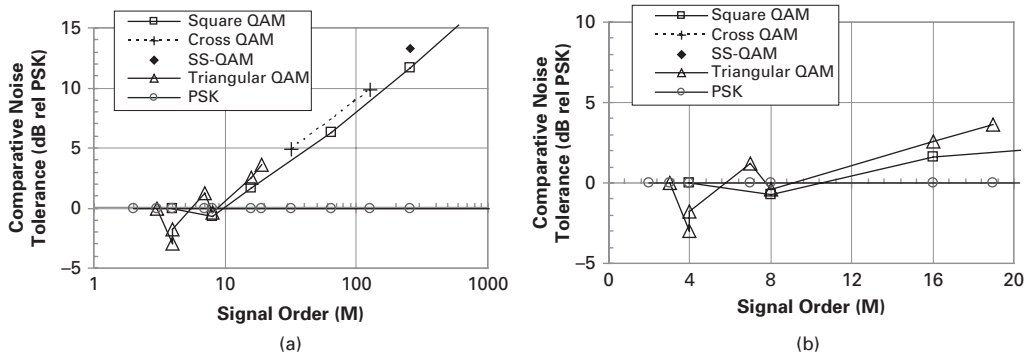 Comparative Noise
Tolerance (dB rel PSK)
15
10
5
0
−5
Square QAM
Cross QAM
SS-QAM
Triangular QAM
PSK
1
10
100
1000
Signal Order (M)
(a)
Comparative Noise
Tolerance (dB rel PSK)
10
5
0
−5
Square QAM
Cross QAM
SS-QAM
Triangular QAM
PSK
0
4
8
12
16
20
Signal Order (M)
(b)